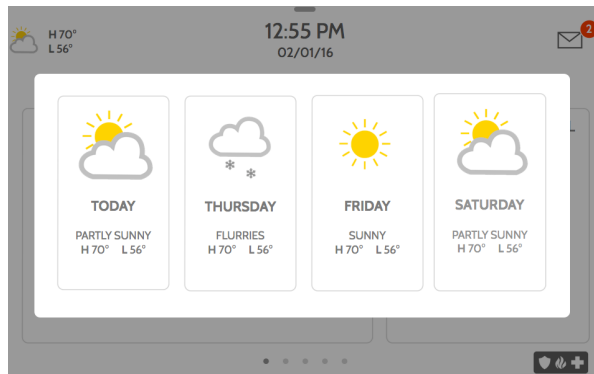 H 70°
L 56°
12:55 PM
02/01/16
2
TODAY
PARTLY SUNNY
H 70° L 56°
THURSDAY
FLURRIES
H 70° L 56°
FRIDAY
SUNNY
H 70° L 56°
SATURDAY
PARTLY SUNNY
H 70° L 56°